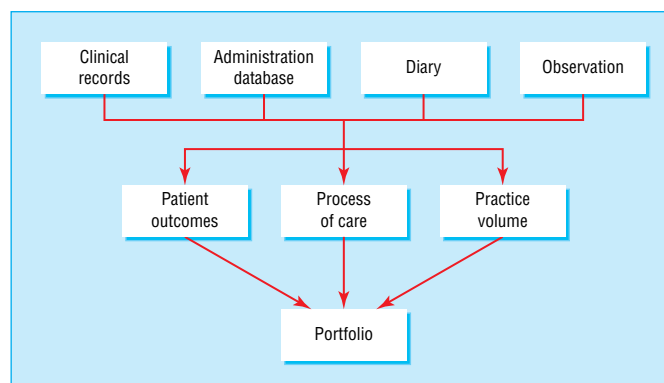 Clinical
records
Administration
database
Diary
Observation
Patient
outcomes
Process
of care
Practice
volume
Portfolio